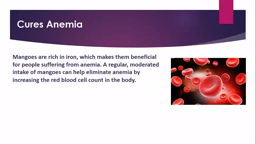 Cures Anemia
Mangoes are rich in iron, which makes them beneficial
for people suffering from anemia. A regular, moderated
intake of mangoes can help eliminate anemia by
increasing the red blood cell count in the body.